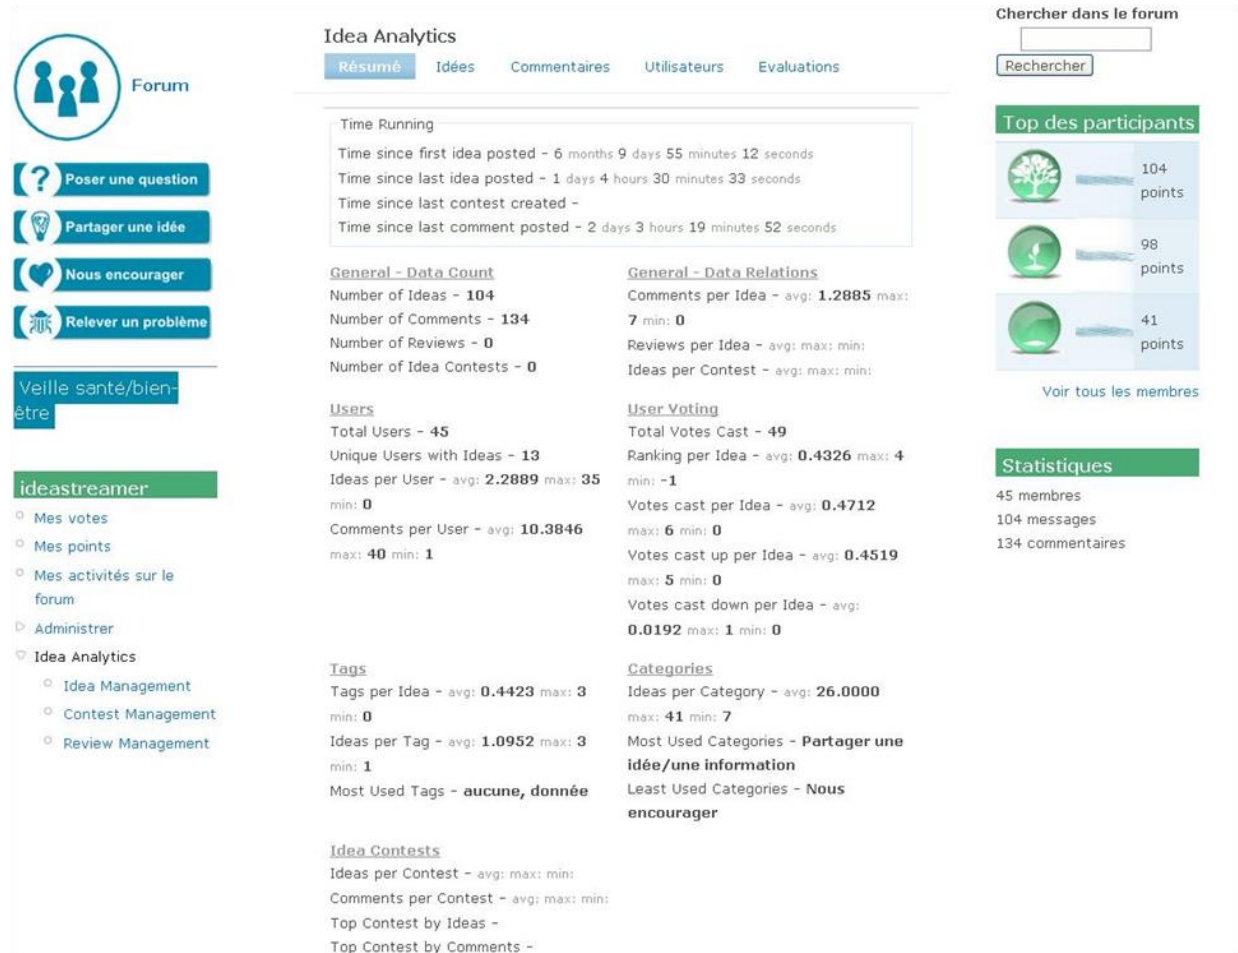 Forum
Poser une question
Partager une idée
Nous encourager
Relever un problème
Veille santé/bien-
être
ideastreamer
Mes votes
Mes points
Mes activités sur le
forum
Administrer
Idea Analytics
Idea Management
Contest Management
Review Management
Idea Analytics
Résumé Idées Commentaires Utilisateurs Evaluations
Time Running
Time since first idea posted - 6 months 9 days 55 minutes 12 seconds
Time since last idea posted - 1 days 4 hours 30 minutes 33 seconds
Time since last contest created -
Time since last comment posted - 2 days 3 hours 19 minutes 52 seconds
General - Data Count
Number of Ideas - 104
Number of Comments - 134
Number of Reviews - 0
Number of Idea Contests - 0
General - Data Relations
Comments per Idea - avg: 1.2885 max:
7 min: 0
Reviews per Idea - avg: max: min:
Ideas per Contest - avg: max: min:
Users
Total Users - 45
Unique Users with Ideas - 13
Ideas per User - avg: 2.2889 max: 35
min: 0
Comments per User - avg: 10.3846
max: 40 min: 1
User Voting
Total Votes Cast - 49
Ranking per Idea - avg: 0.4326 max: 4
min: -1
Votes cast per Idea - avg: 0.4712
max: 6 min: 0
Votes cast up per Idea - avg: 0.4519
max: 5 min: 0
Votes cast down per Idea - avg:
0.0192 max: 1 min: 0
Tags
Tags per Idea - avg: 0.4423 max: 3
min: 0
Ideas per Tag - avg: 1.0952 max: 3
min: 1
Most Used Tags - aucune, donnée
Categories
Ideas per Category - avg: 26.0000
max: 41 min: 7
Most Used Categories - Partager une
idée/une information
Least Used Categories - Nous
encourager
Idea Contests
Ideas per Contest - avg: max: min:
Comments per Contest - avg: max: min:
Top Contest by Ideas -
Top Contest by Comments -
Chercher dans le forum
Rechercher
Top des participants
104
points
98
points
41
points
Voir tous les membres
Statistiques
45 membres
104 messages
134 commentaires